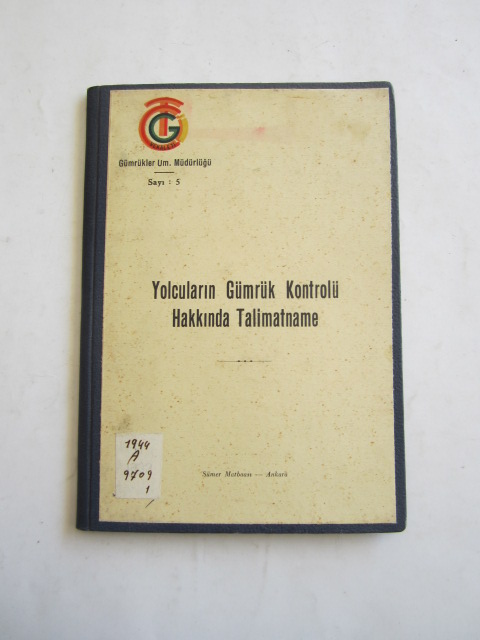 G
Gümrükler Um. Müdürlüğü
Sayı : 5
Yolcuların Gümrük Kontrolü
Hakkında Talimatname
Sümer Matbaası — Ankara
1944
A
9709
1